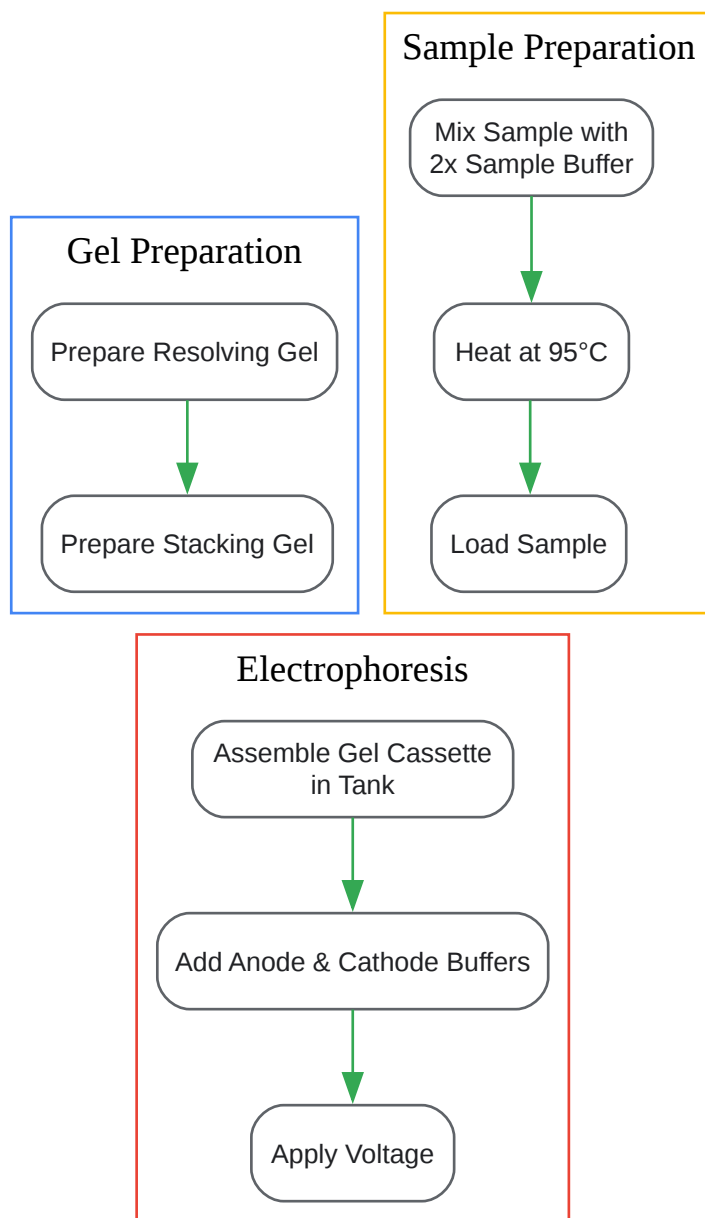 Sample Preparation
Mix Sample with
2x Sample Buffer
Heat at 95°C
Load Sample
Gel Preparation
Prepare Resolving Gel
Prepare Stacking Gel
Electrophoresis
Assemble Gel Cassette
in Tank
Add Anode & Cathode Buffers
Apply Voltage